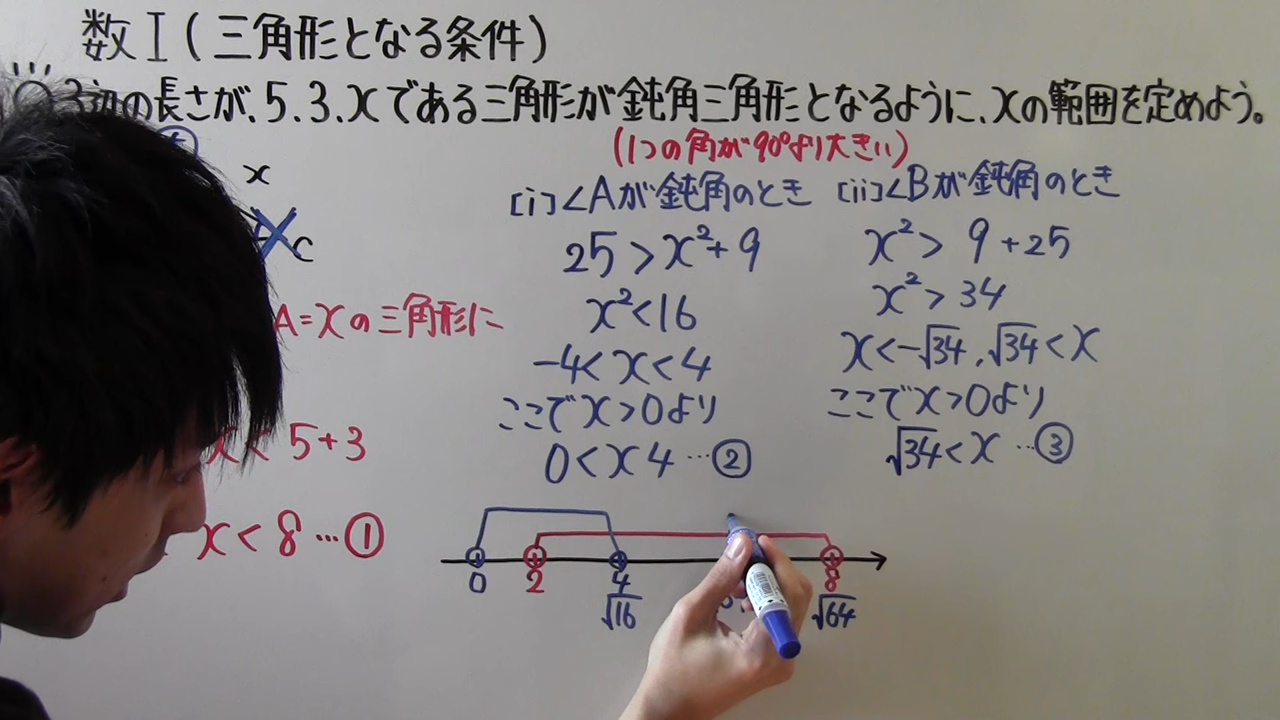 数Ⅰ(三角形となる条件)
3辺の長さが、5.3.xである三角形が鈍角三角形となるように、xの範囲を定めよう。
(1つの角が90°より大きい)
x
C
A=xの三角形に
x<5+3
x<8…①
[i]∠Aが鈍角のとき
25>x²+9
x²<16
-4<x<4
ここでx>0より
0<x4…②
[ii]∠Bが鈍角のとき
x²>9+25
x²>34
x<-√34,√34<x
ここでx>0より
√34<x…③
0 2 4 8
√16 √64